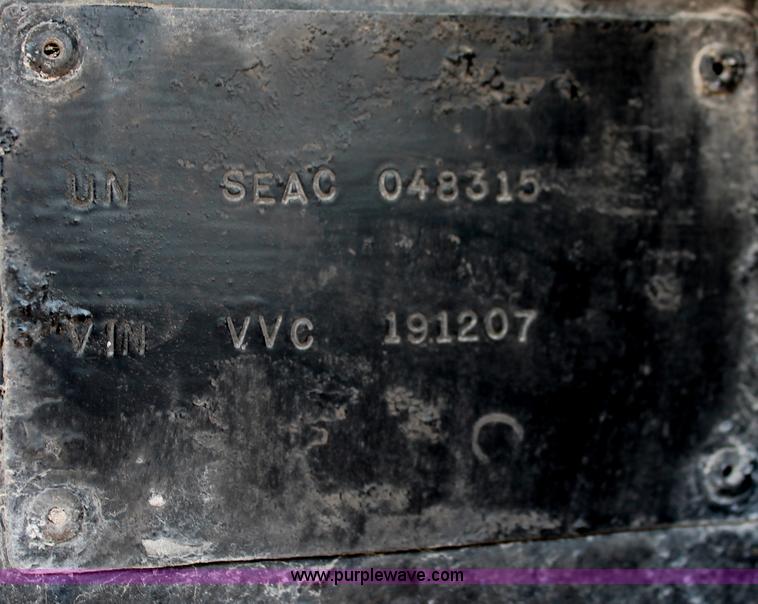 UN SEAC 048315
VIN VVC 191207
C
www.purplewave.com